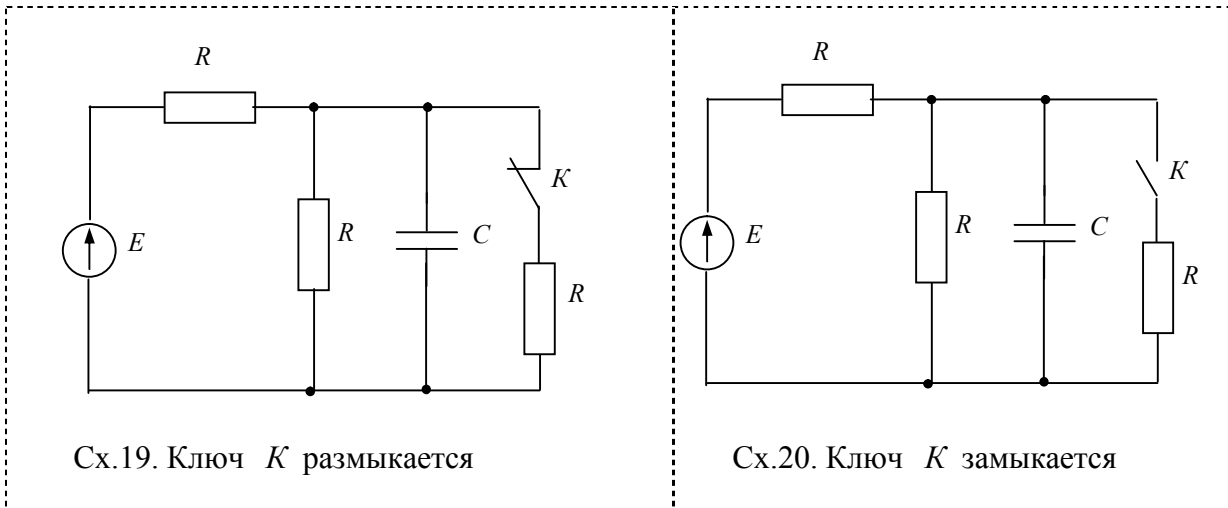 R
E
R
C
K
R
Сх.19. Ключ К размыкается
R
E
R
C
K
R
Сх.20. Ключ К замыкается